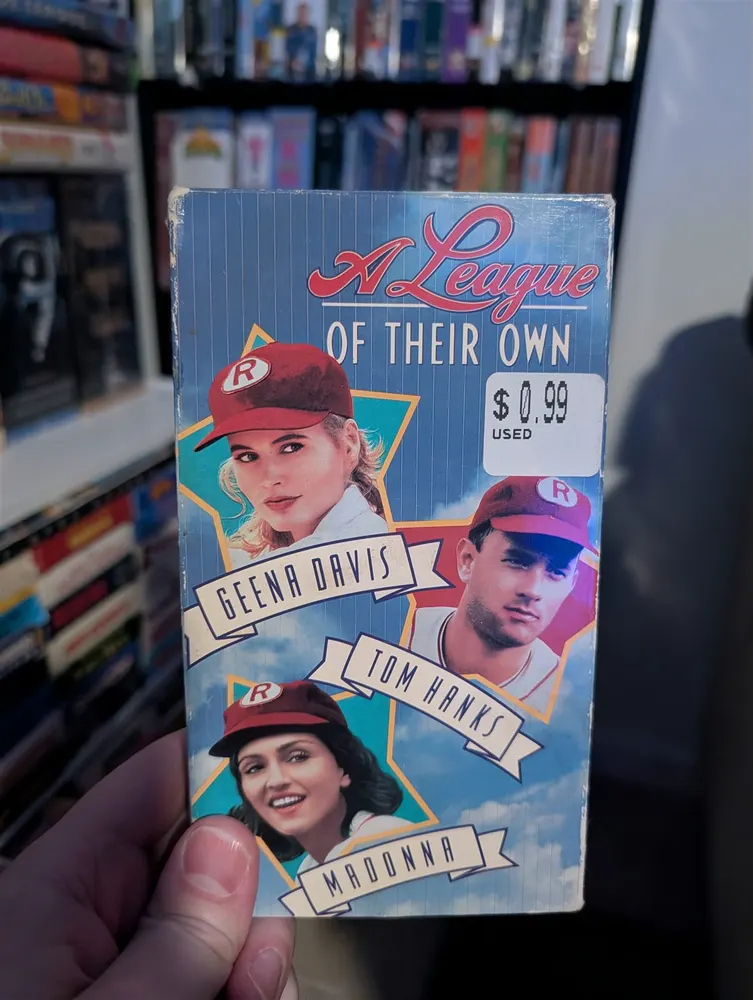 A League
OF THEIR OWN
$ 0.99
USED
R
GEENA DAVIS
R
TOM HANKS
R
MADONNA